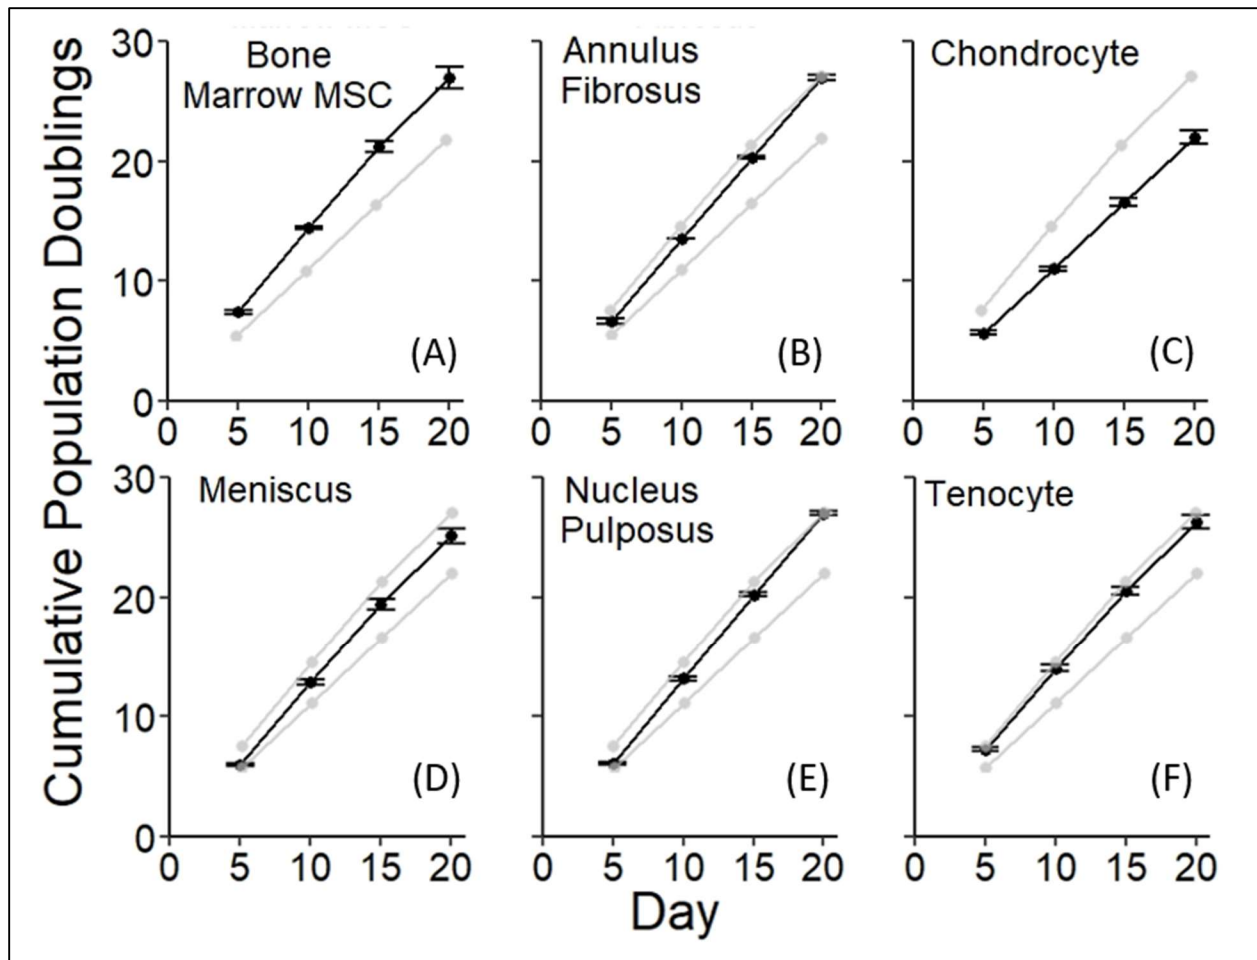 Cumulative Population Doublings
30
20
10
0
Bone
Marrow MSC
(A)
0 5 10 15 20
Annulus
Fibrosus
(B)
0 5 10 15 20
Chondrocyte
(C)
0 5 10 15 20
30
20
10
0
Meniscus
(D)
0 5 10 15 20
Nucleus
Pulposus
(E)
0 5 10 15 20
Tenocyte
(F)
0 5 10 15 20
Day